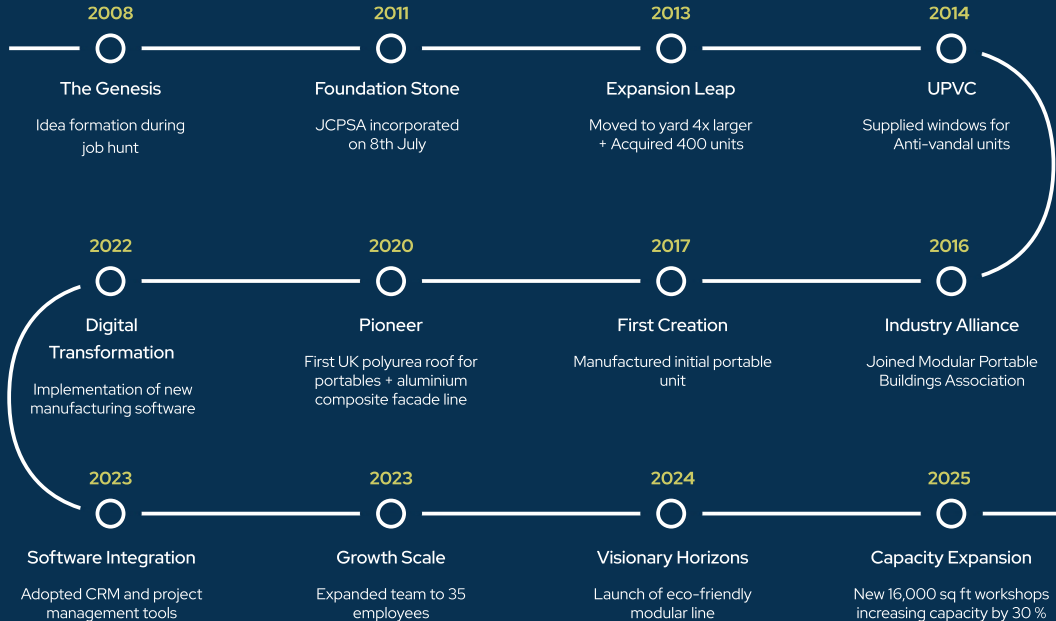 2008
The Genesis
Idea formation during
job hunt
2011
Foundation Stone
JCPSA incorporated
on 8th July
2013
Expansion Leap
Moved to yard 4x larger
+ Acquired 400 units
2014
UPVC
Supplied windows for
Anti-vandal units
2016
Industry Alliance
Joined Modular Portable
Buildings Association
2017
First Creation
Manufactured initial portable
unit
2020
Pioneer
First UK polyurea roof for
portables + aluminium
composite facade line
2022
Digital
Transformation
Implementation of new
manufacturing software
2023
Software Integration
Adopted CRM and project
management tools
2023
Growth Scale
Expanded team to 35
employees
2024
Visionary Horizons
Launch of eco-friendly
modular line
2025
Capacity Expansion
New 16,000 sq ft workshops
increasing capacity by 30 %